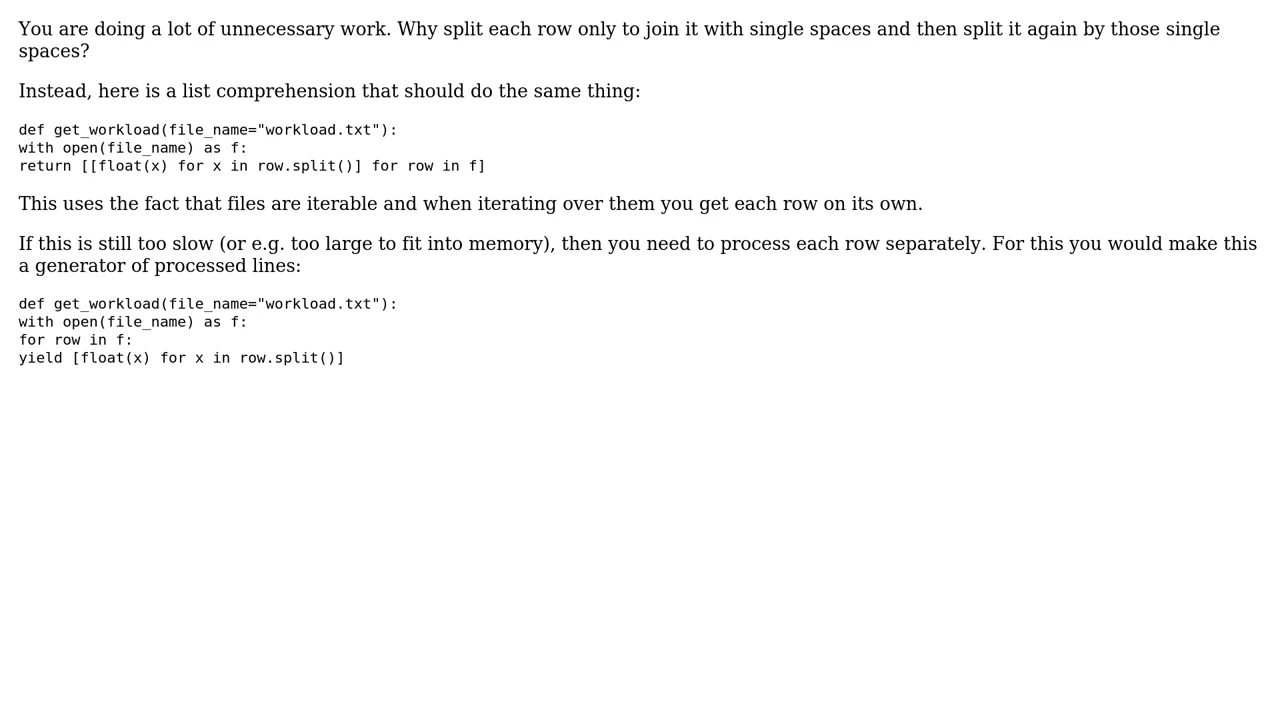 You are doing a lot of unnecessary work. Why split each row only to join it with single spaces and then split it again by those single
spaces?
Instead, here is a list comprehension that should do the same thing:
def get_workload(file_name="workload.txt"):
with open(file_name) as f:
return [[float(x) for x in row.split()] for row in f]
This uses the fact that files are iterable and when iterating over them you get each row on its own.
If this is still too slow (or e.g. too large to fit into memory), then you need to process each row separately. For this you would make this
a generator of processed lines:
def get_workload(file_name="workload.txt"):
with open(file_name) as f:
for row in f:
yield [float(x) for x in row.split()]